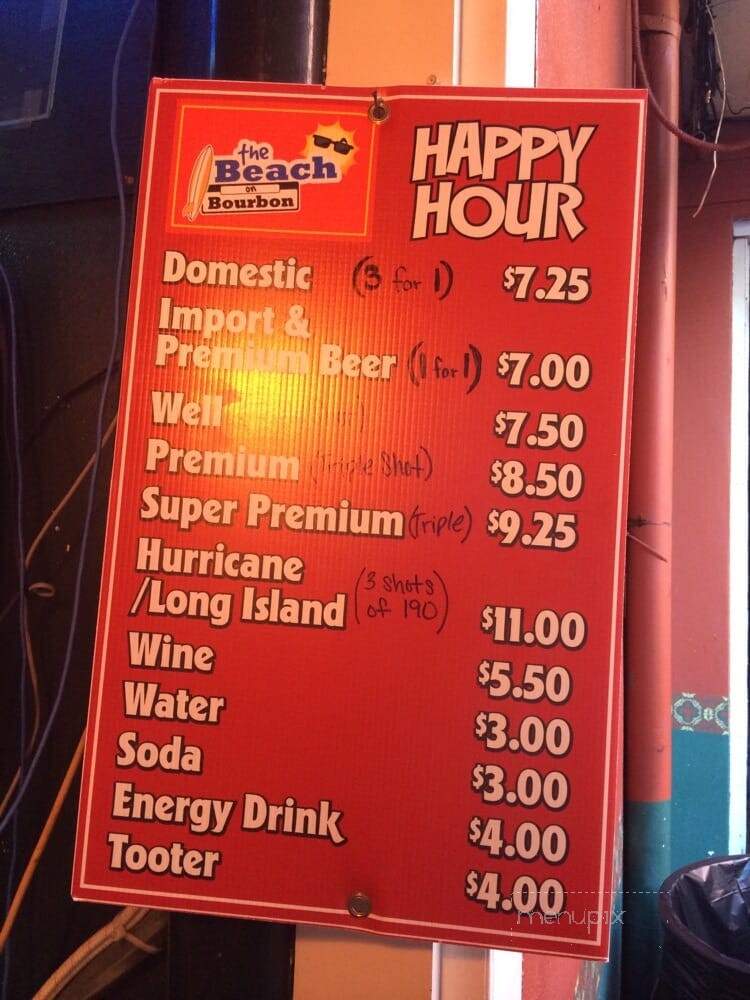 the
Beach
on
Bourbon
HAPPY
HOUR
Domestic (3 for 1) $7.25
Import &
Premium Beer (1 for 1) $7.00
Well $7.50
Premium (Triple Shot) $8.50
Super Premium (Triple) $9.25
Hurricane
/Long Island (3 shots of 190) $11.00
Wine $5.50
Water $3.00
Soda $3.00
Energy Drink $4.00
Tooter $4.00
menupix